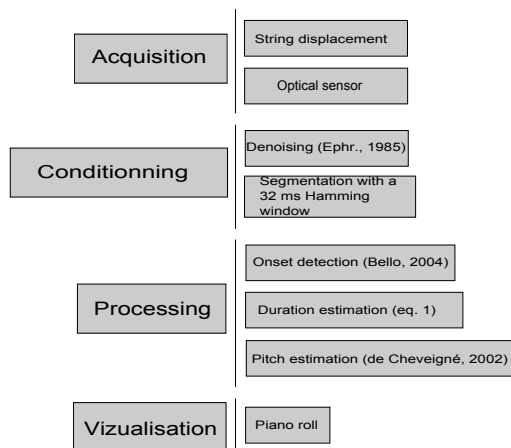 Acquisition
String displacement
Optical sensor
Conditionning
Denoising (Ephr., 1985)
Segmentation with a
32 ms Hamming
window
Processing
Onset detection (Bello, 2004)
Duration estimation (eq. 1)
Pitch estimation (de Cheveigné, 2002)
Vizualisation
Piano roll